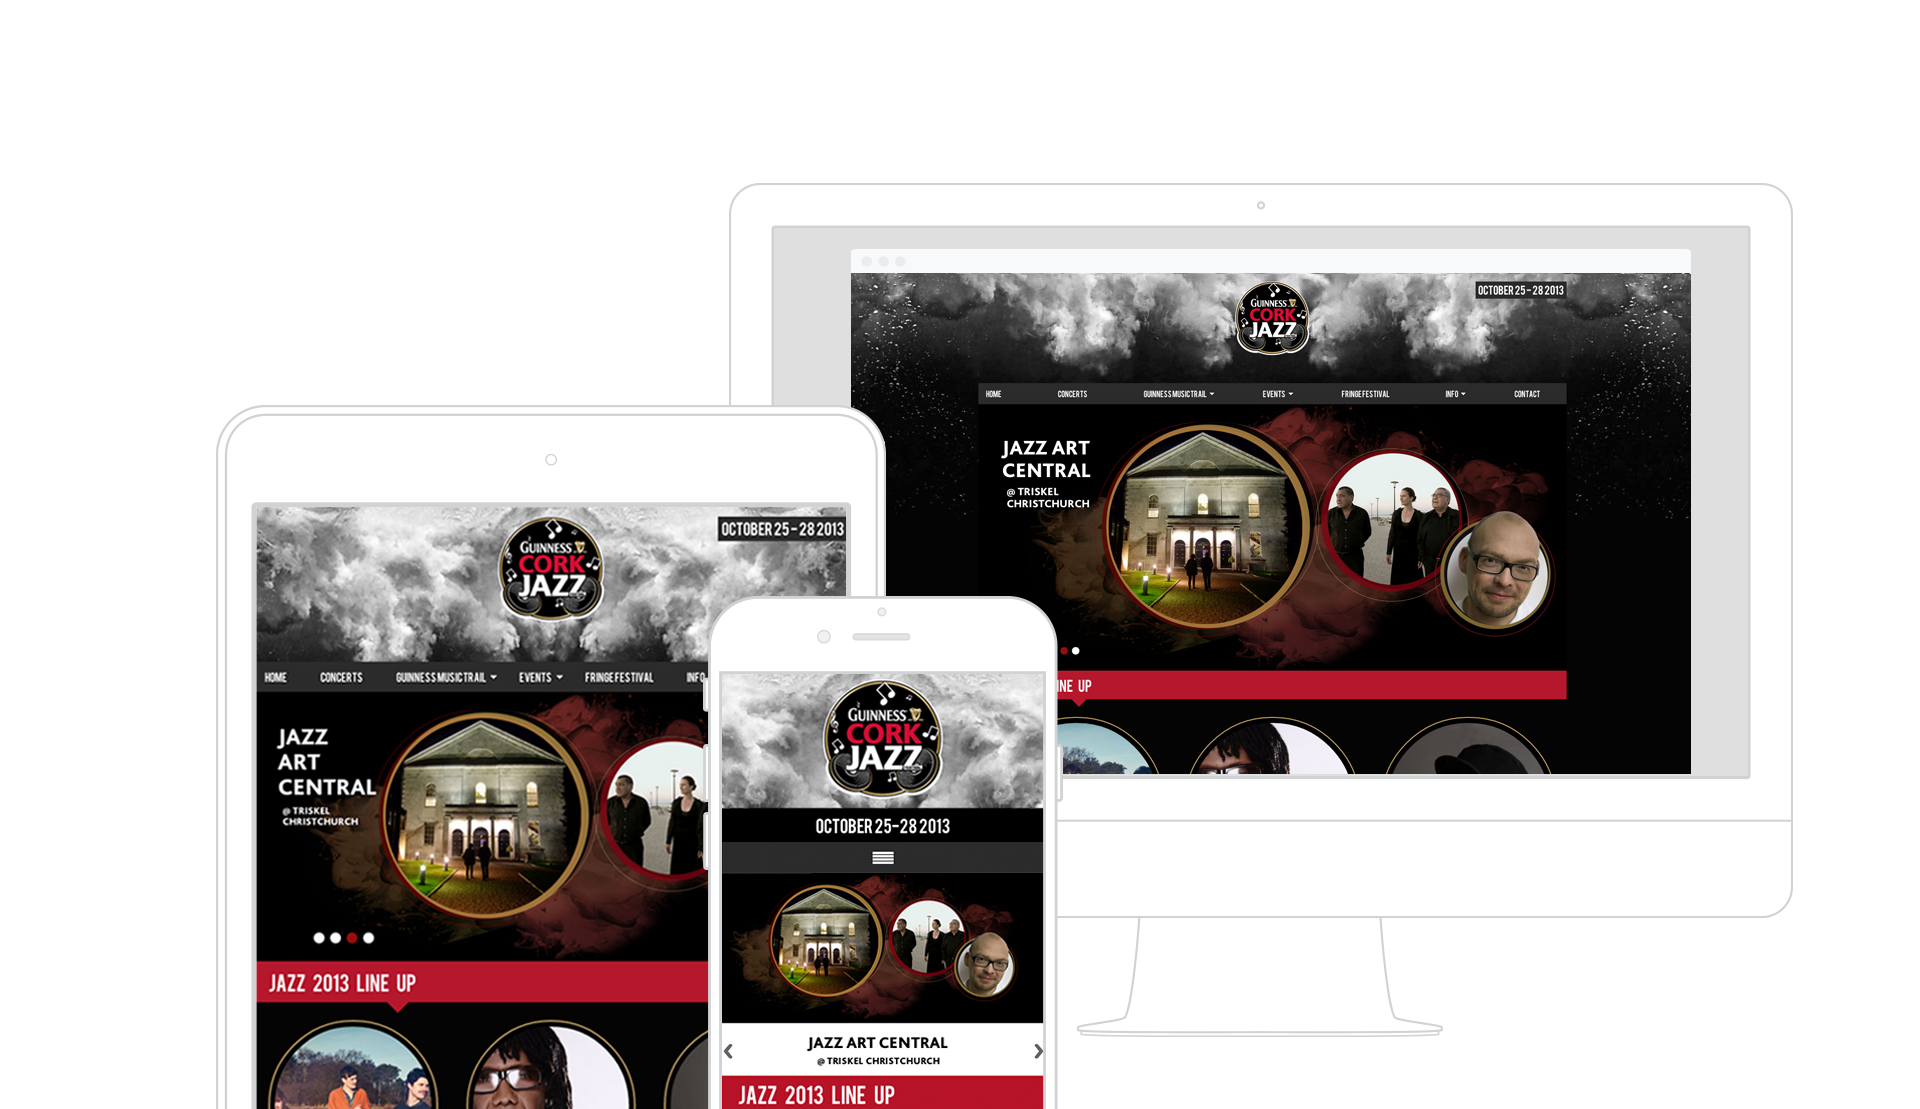 GUINNESS
CORK
JAZZ
OCTOBER 25 - 28 2013
HOME CONCERTS GUINNESS MUSIC TRAIL EVENTS FRINGE FESTIVAL INFO CONTACT
JAZZ ART
CENTRAL
@ TRISKEL
CHRISTCHURCH
INE UP
GUINNESS
CORK
JAZZ
OCTOBER 25 - 28 2013
HOME CONCERTS GUINNESS MUSIC TRAIL EVENTS FRINGE FESTIVAL INFO
JAZZ
ART
CENTRAL
@ TRISKEL
CHRISTCHURCH
JAZZ 2013 LINE UP
GUINNESS
CORK
JAZZ
OCTOBER 25-28 2013
JAZZ ART CENTRAL
@ TRISKEL CHRISTCHURCH
JAZZ 2013 LINE UP